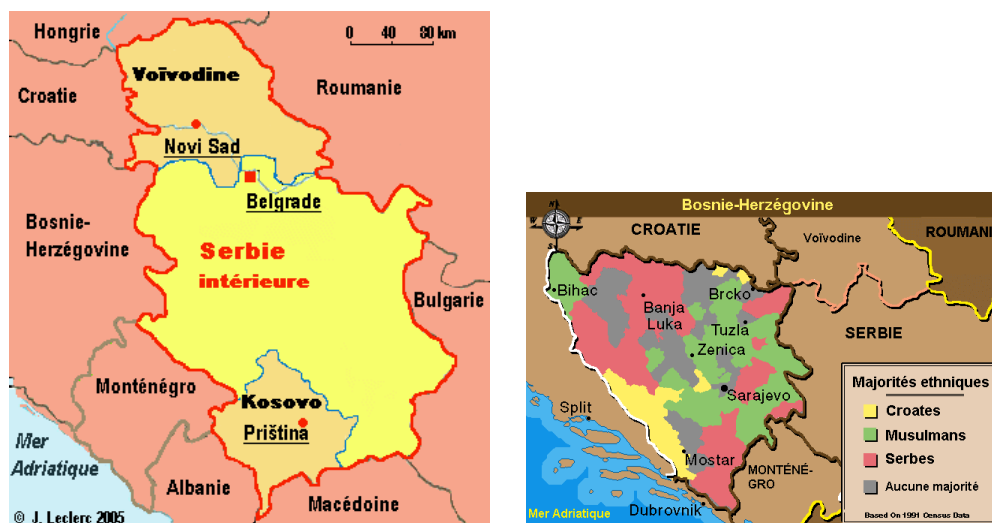 Hongrie
0 40 80 km
Voïvodine
Croatie
Roumanie
Novi Sad
Belgrade
Bosnie-
Herzégovine
Serbie
intérieure
Bulgarie
Monténégro
Kosovo
Priština
Mer
Adriatique
Albanie
Macédoine
© J. Leclerc 2005
Bosnie-Herzégovine
N
W E
S
CROATIE
Voïvodine
ROUMANIE
Bihac
Banja
Luka
Brcko
Tuzla
SERBIE
Zenica
Majorités ethniques
Sarajevo
Croates
Split
Musulmans
Mostar
Serbes
MONTÉNÉ-
GRO
Aucune majorité
Mer Adriatique
Dubrovnik
Based On 1991 Census Data